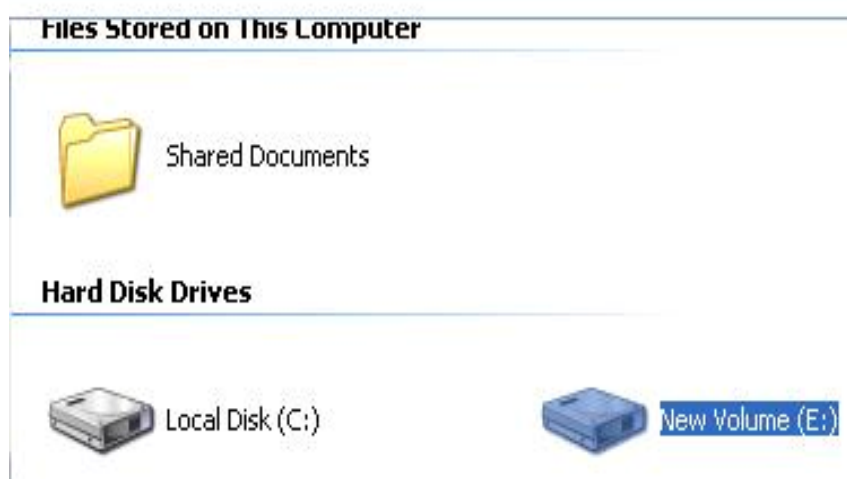 Files Stored on This Computer
Shared Documents
Hard Disk Drives
Local Disk (C:)
New Volume (E:)